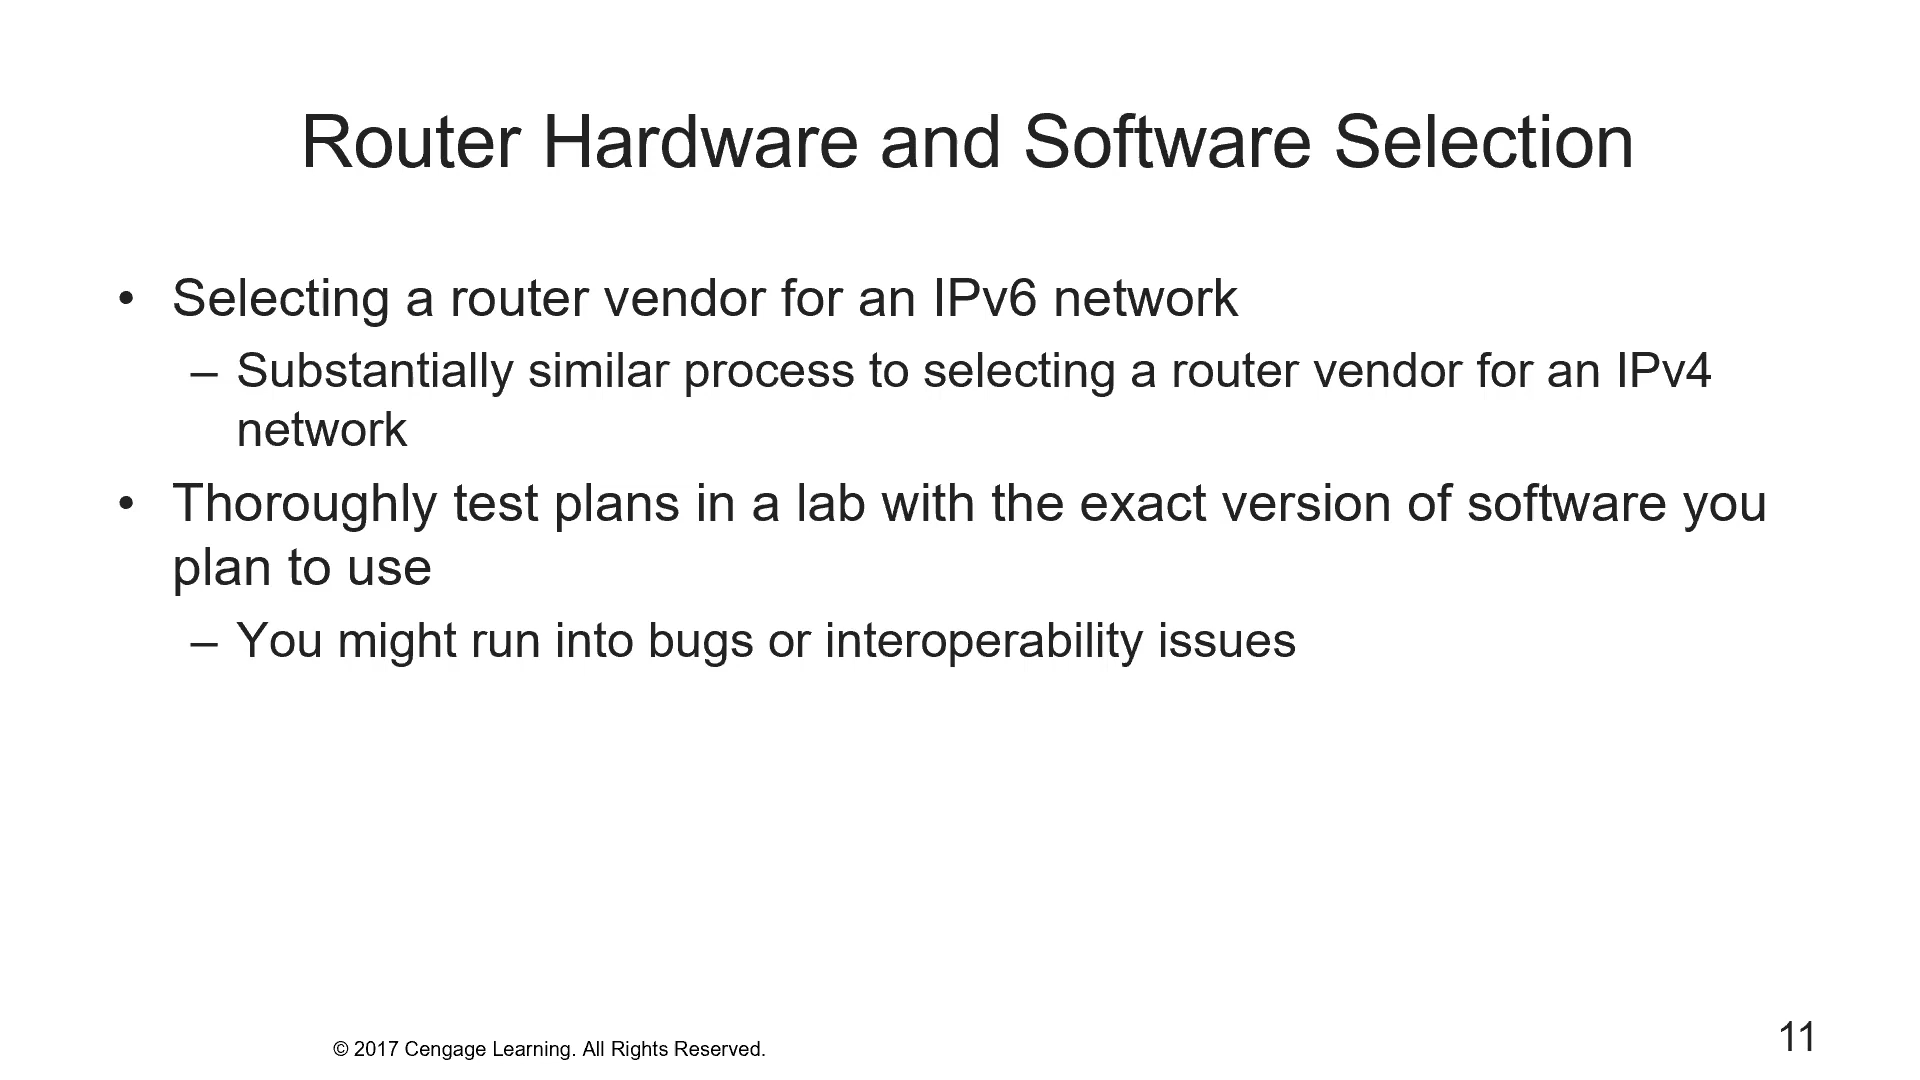 Router Hardware and Software Selection
• Selecting a router vendor for an IPv6 network
– Substantially similar process to selecting a router vendor for an IPv4
network
• Thoroughly test plans in a lab with the exact version of software you
plan to use
– You might run into bugs or interoperability issues
© 2017 Cengage Learning. All Rights Reserved.
11